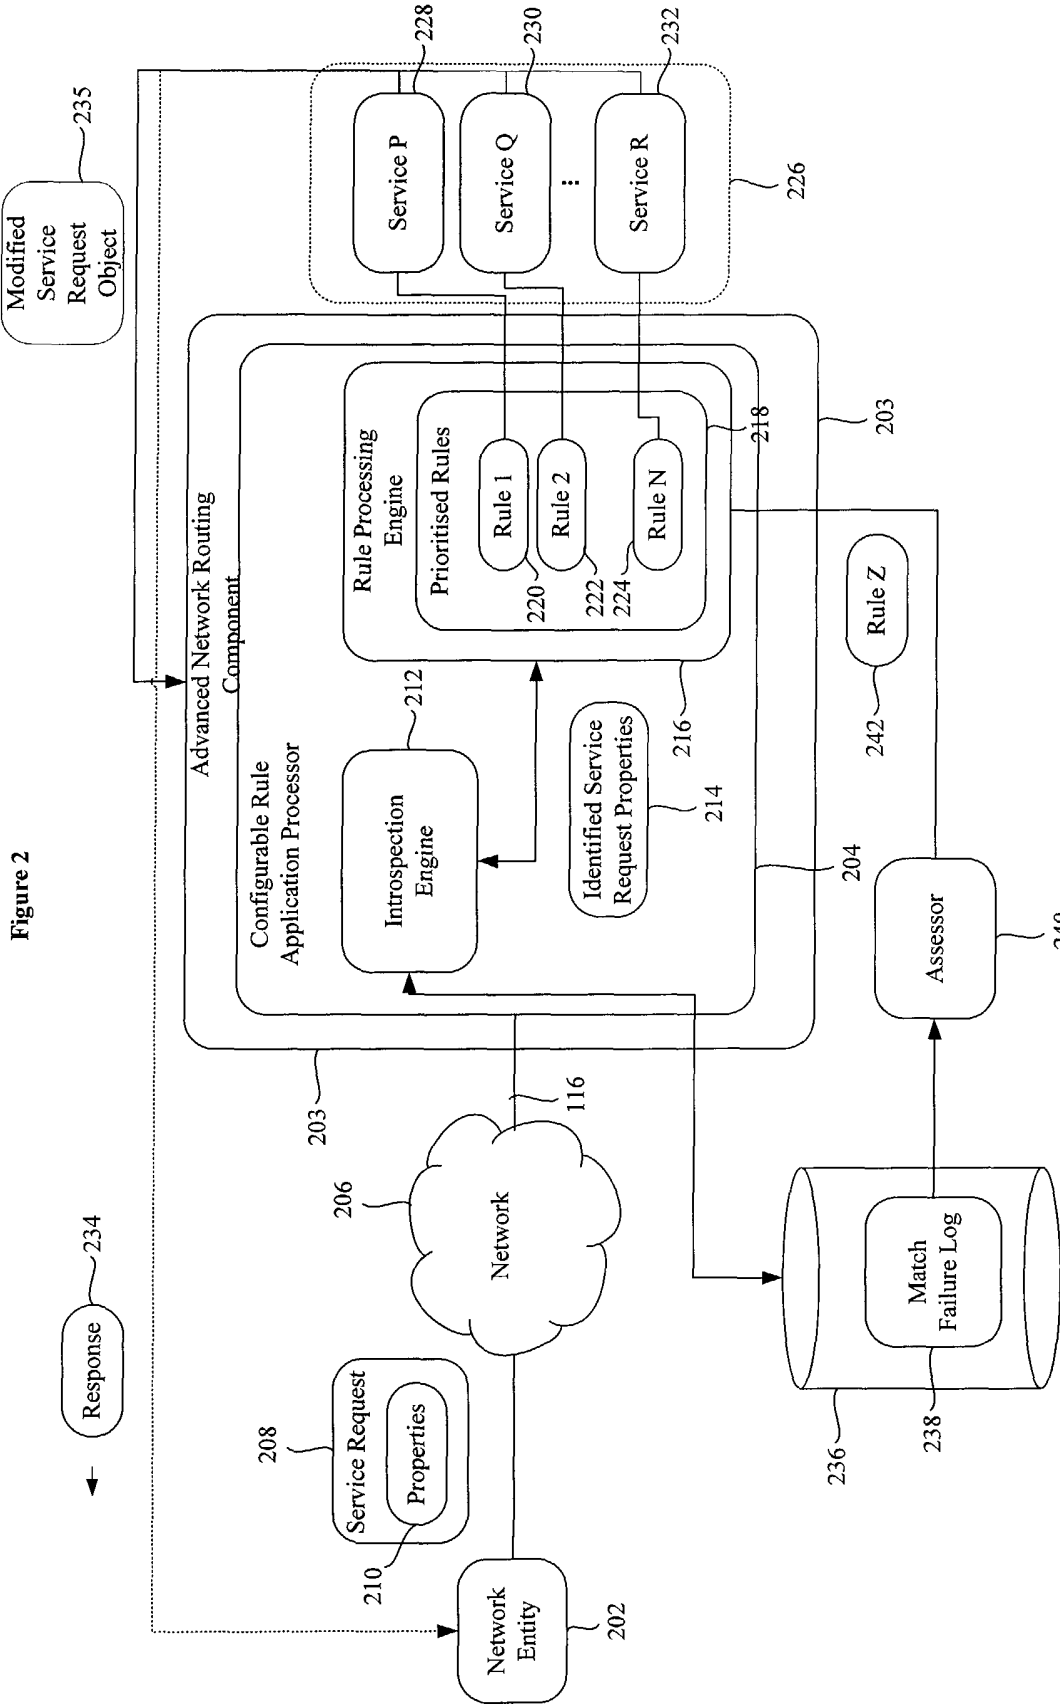 Figure 2
Modified
Service
Request
Object
235
Response
234
Advanced Network Routing
Component
Configurable Rule
Application Processor
Introspection
Engine
212
Rule Processing
Engine
Prioritised Rules
Rule 1
220
Rule 2
222
Rule N
224
218
216
Identified Service
Request Properties
214
Service P
228
Service Q
230
...
Service R
232
226
203
203
204
Network
206
116
Service Request
208
Properties
210
Network
Entity
202
Match
Failure Log
238
236
Assessor
240
Rule Z
242